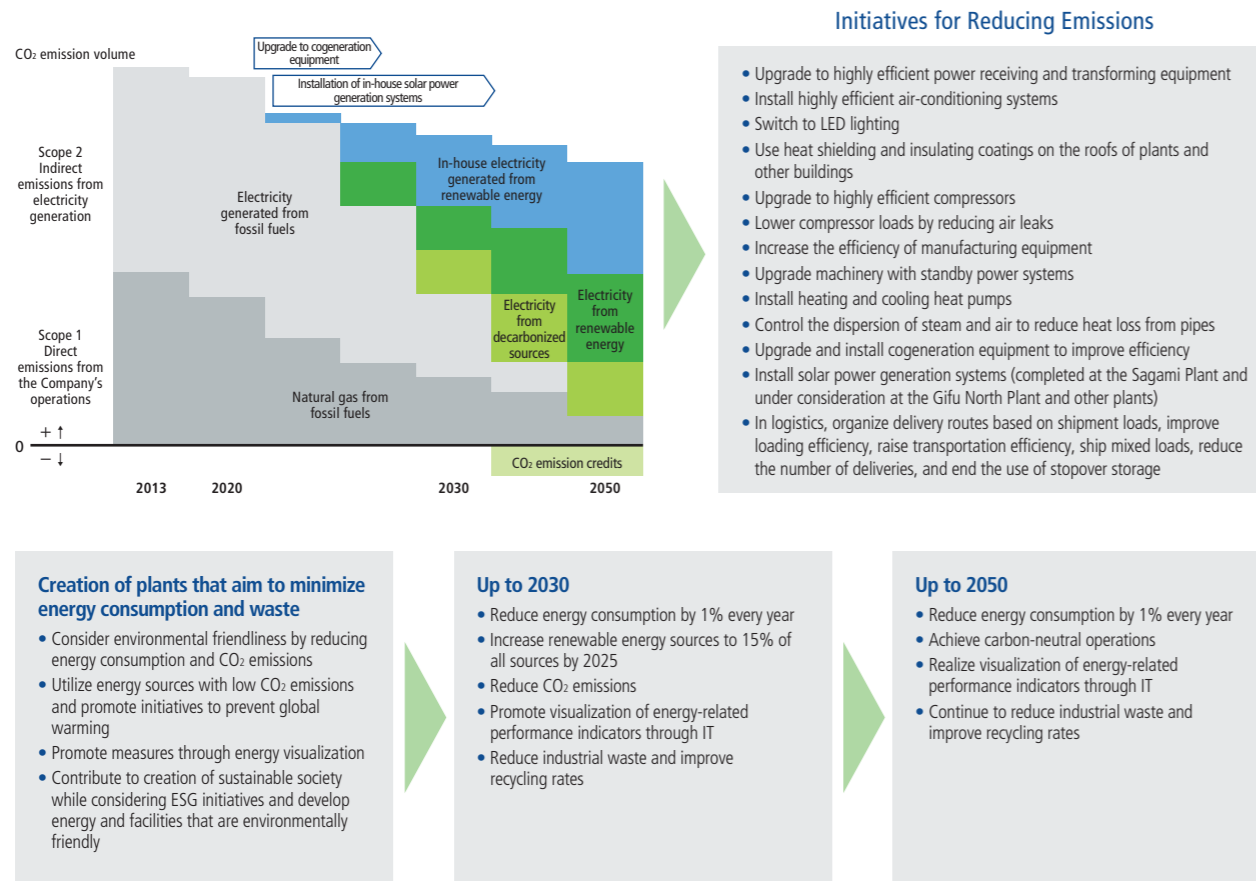 CO₂ emission volume
Upgrade to cogeneration
equipment
Installation of in-house solar power
generation systems
Scope 2
Indirect
emissions from
electricity
generation
Electricity
generated from
fossil fuels
In-house electricity
generated from
renewable energy
Electricity
from
decarbonized
sources
Electricity
from
renewable
energy
Scope 1
Direct
emissions from
the Company's
operations
Natural gas from
fossil fuels
+ ↑
0
− ↓
CO₂ emission credits
2013
2020
2030
2050
Initiatives for Reducing Emissions
• Upgrade to highly efficient power receiving and transforming equipment
• Install highly efficient air-conditioning systems
• Switch to LED lighting
• Use heat shielding and insulating coatings on the roofs of plants and
other buildings
• Upgrade to highly efficient compressors
• Lower compressor loads by reducing air leaks
• Increase the efficiency of manufacturing equipment
• Upgrade machinery with standby power systems
• Install heating and cooling heat pumps
• Control the dispersion of steam and air to reduce heat loss from pipes
• Upgrade and install cogeneration equipment to improve efficiency
• Install solar power generation systems (completed at the Sagami Plant and
under consideration at the Gifu North Plant and other plants)
• In logistics, organize delivery routes based on shipment loads, improve
loading efficiency, raise transportation efficiency, ship mixed loads, reduce
the number of deliveries, and end the use of stopover storage
Creation of plants that aim to minimize
energy consumption and waste
• Consider environmental friendliness by reducing
energy consumption and CO₂ emissions
• Utilize energy sources with low CO₂ emissions
and promote initiatives to prevent global
warming
• Promote measures through energy visualization
• Contribute to creation of sustainable society
while considering ESG initiatives and develop
energy and facilities that are environmentally
friendly
Up to 2030
• Reduce energy consumption by 1% every year
• Increase renewable energy sources to 15% of
all sources by 2025
• Reduce CO₂ emissions
• Promote visualization of energy-related
performance indicators through IT
• Reduce industrial waste and improve
recycling rates
Up to 2050
• Reduce energy consumption by 1% every year
• Achieve carbon-neutral operations
• Realize visualization of energy-related
performance indicators through IT
• Continue to reduce industrial waste and
improve recycling rates